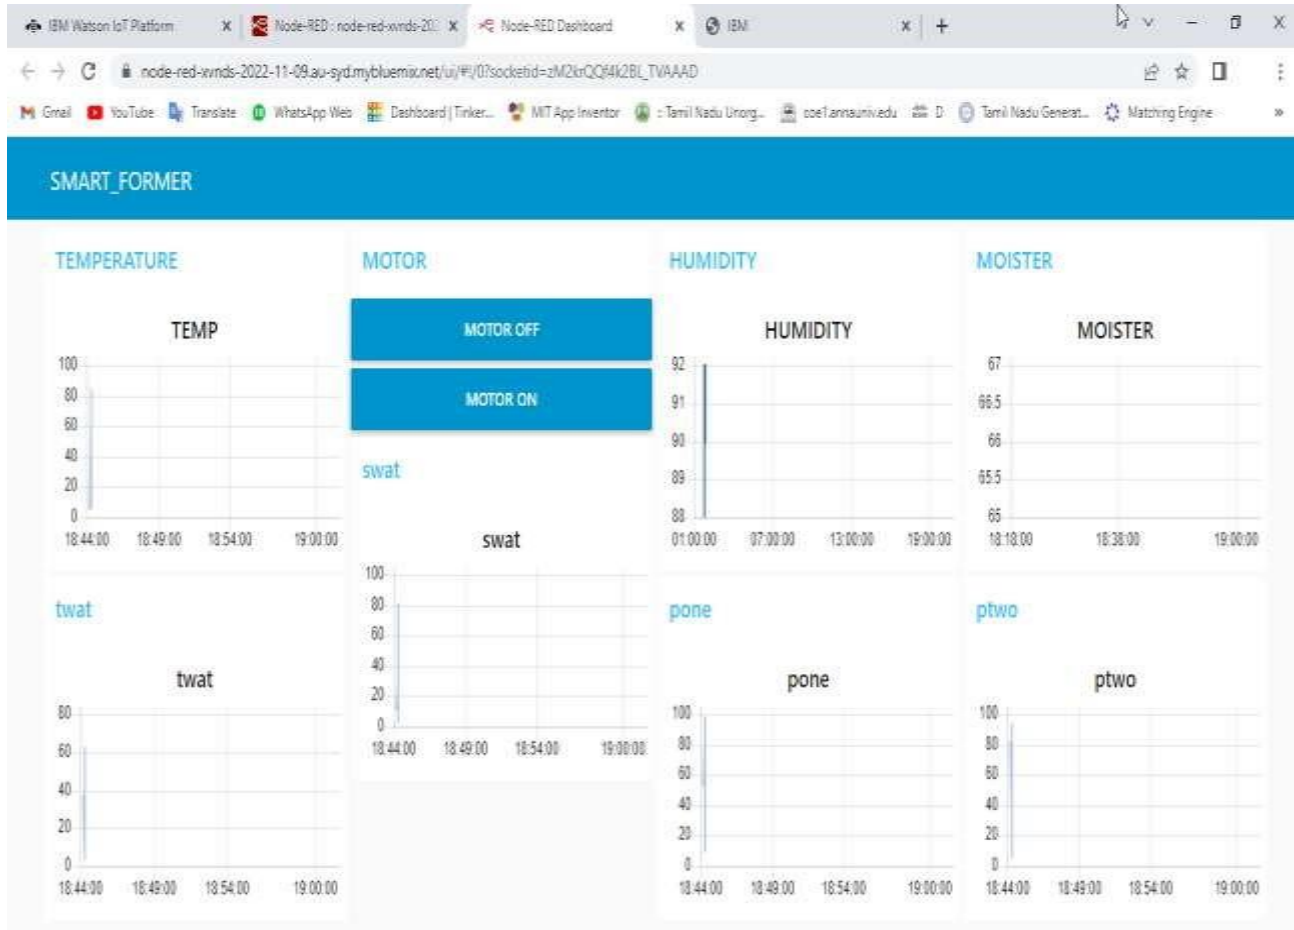 IBM Watson IoT Platform
Node-RED : node-red-xvnds-202
Node-RED Dashboard
IBM
node-red-xvnds-2022-11-09.au-syd.mybluemix.net/ui/#!/0?socketid=zM2krQQf4k2BL_TVAAAD
Gmail YouTube Translate WhatsApp Web Dashboard | Tinker... MIT App Inventor :: Tamil Nadu Unorg... coe1.annauniv.edu D Tamil Nadu Generat... Matching Engine »
SMART_FORMER
TEMPERATURE
TEMP
100
80
60
40
20
0
18:44:00 18:49:00 18:54:00 19:00:00
twat
twat
80
60
40
20
0
18:44:00 18:49:00 18:54:00 19:00:00
MOTOR
MOTOR OFF
MOTOR ON
swat
swat
100
80
60
40
20
0
18:44:00 18:49:00 18:54:00 19:00:00
HUMIDITY
HUMIDITY
92
91
90
89
88
01:00:00 07:00:00 13:00:00 19:00:00
pone
pone
100
80
60
40
20
0
18:44:00 18:49:00 18:54:00 19:00:00
MOISTER
MOISTER
67
66.5
66
65.5
65
18:18:00 18:38:00 19:00:00
ptwo
ptwo
100
80
60
40
20
0
18:44:00 18:49:00 18:54:00 19:00:00